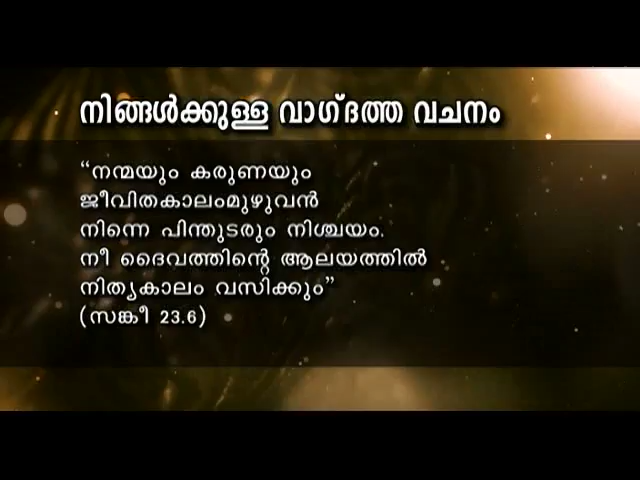 നിങ്ങൾക്കുള്ള വാഗ്ദത്ത വചനം
“നന്മയും കരുണയും
ജീവിതകാലംമുഴുവൻ
നിന്നെ പിന്തുടരും നിശ്ചയം.
നീ ദൈവത്തിന്റെ ആലയത്തിൽ
നിത്യകാലം വസിക്കും”
(സങ്കീ 23.6)